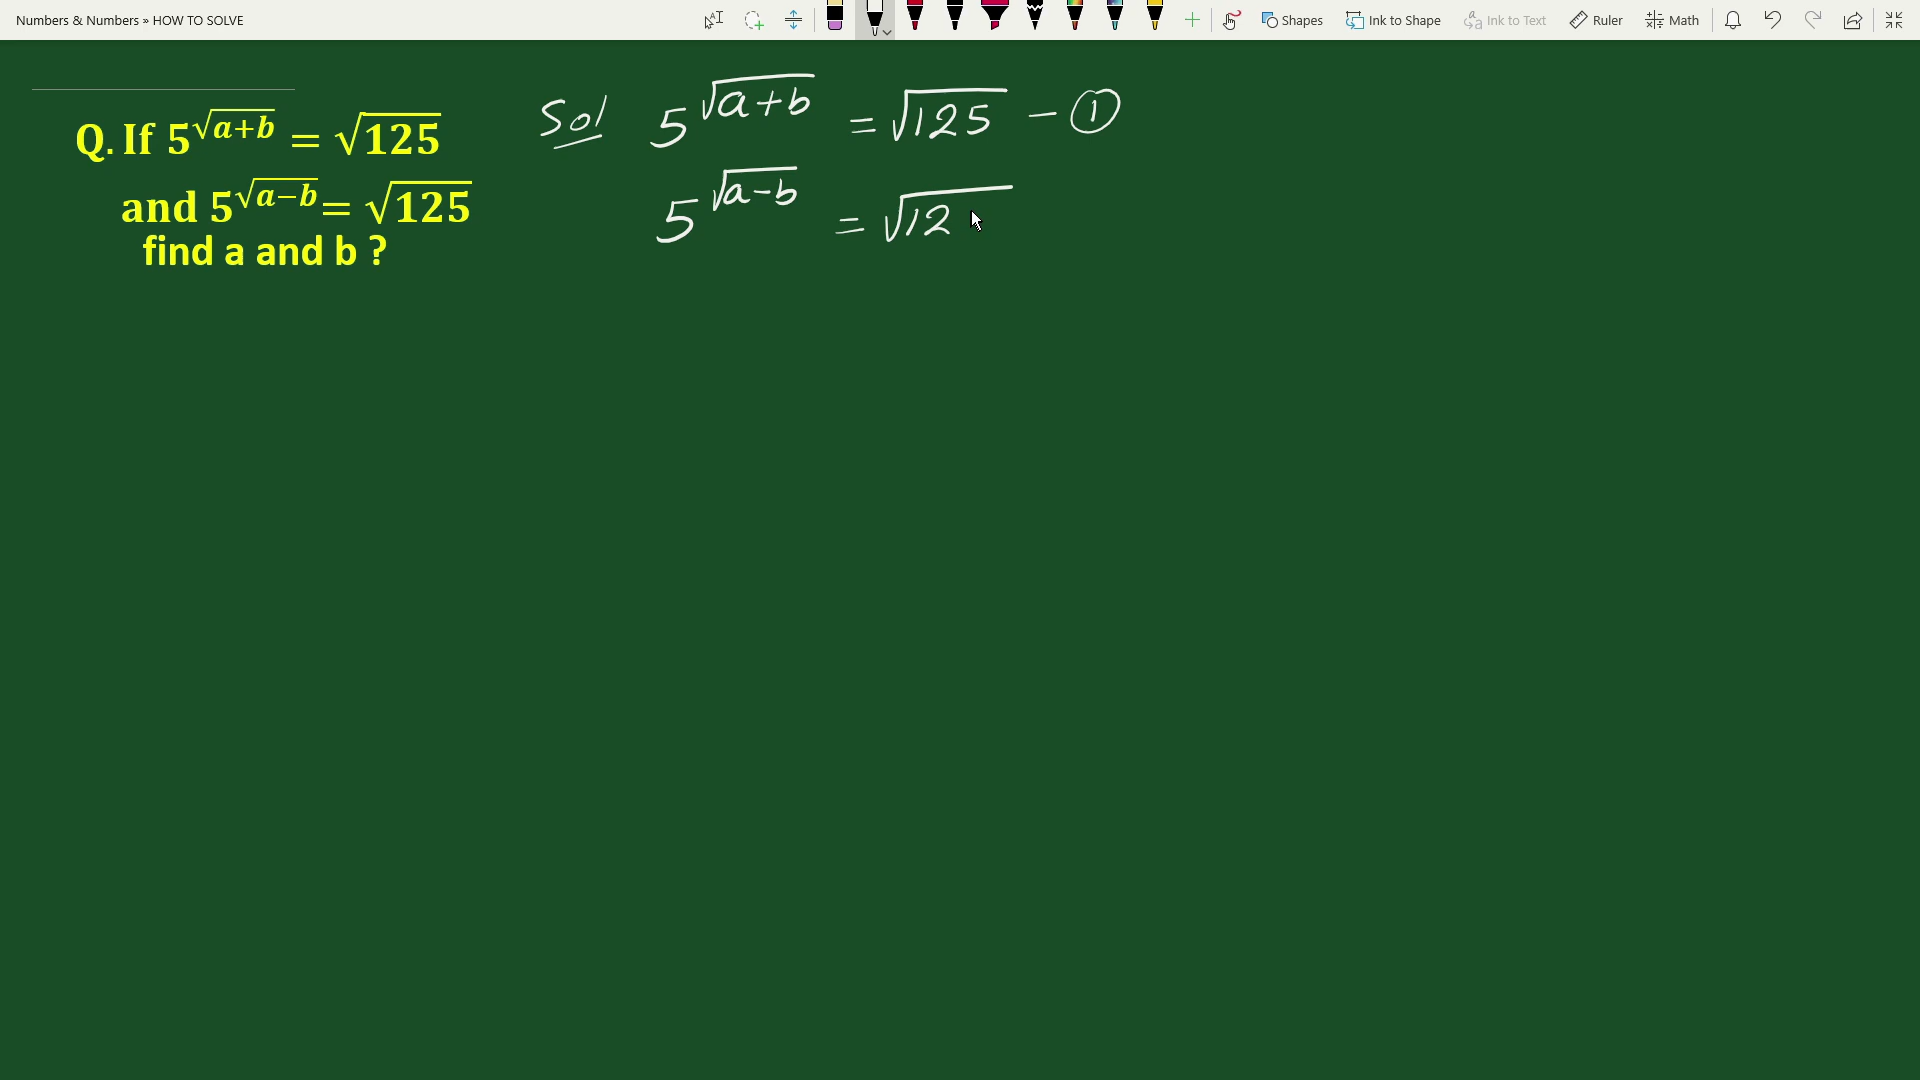 Numbers & Numbers » HOW TO SOLVE
Shapes Ink to Shape Ink to Text Ruler Math
Q. If 5^√(a+b) = √125
and 5^√(a−b) = √125
find a and b ?
Sol 5^√(a+b) = √125 – ①
5^√(a−b) = √12